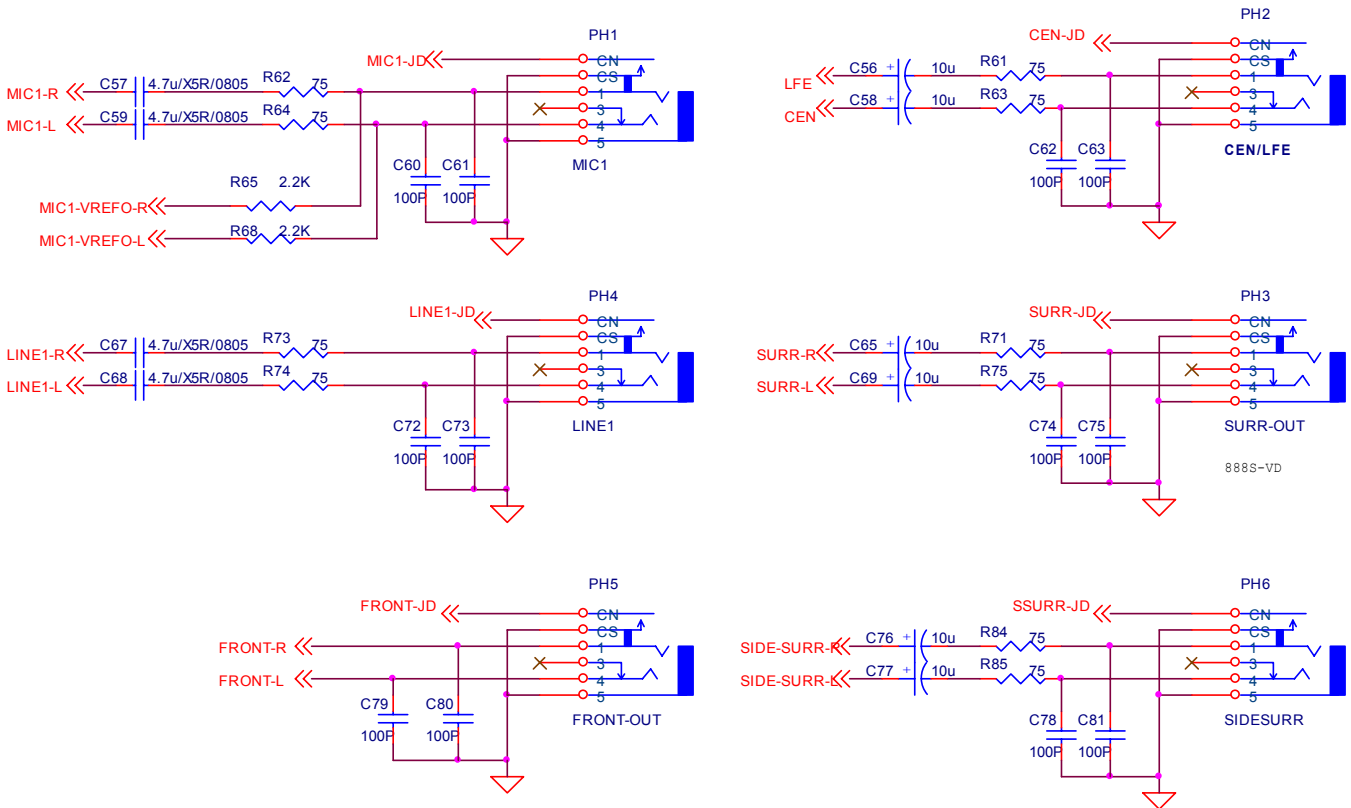 PH1
MIC1-JD
CN
CS
MIC1-R
C57
4.7u/X5R/0805
R62
75
1
3
MIC1-L
C59
4.7u/X5R/0805
R64
75
4
5
C60
C61
100P
100P
MIC1
R65
2.2K
MIC1-VREFO-R
R68
2.2K
MIC1-VREFO-L
PH2
CEN-JD
CN
CS
LFE
C56
+
10u
R61
75
1
3
CEN
C58
+
10u
R63
75
4
5
C62
C63
100P
100P
CEN/LFE
PH4
LINE1-JD
CN
CS
LINE1-R
C67
4.7u/X5R/0805
R73
75
1
3
LINE1-L
C68
4.7u/X5R/0805
R74
75
4
5
C72
C73
100P
100P
LINE1
PH3
SURR-JD
CN
CS
SURR-R
C65
+
10u
R71
75
1
3
SURR-L
C69
+
10u
R75
75
4
5
C74
C75
100P
100P
SURR-OUT
888S-VD
PH5
FRONT-JD
CN
CS
FRONT-R
1
3
FRONT-L
4
5
C79
C80
100P
100P
FRONT-OUT
PH6
SSURR-JD
CN
CS
SIDE-SURR-R
C76
+
10u
R84
75
1
3
SIDE-SURR-L
C77
+
10u
R85
75
4
5
C78
C81
100P
100P
SIDESURR